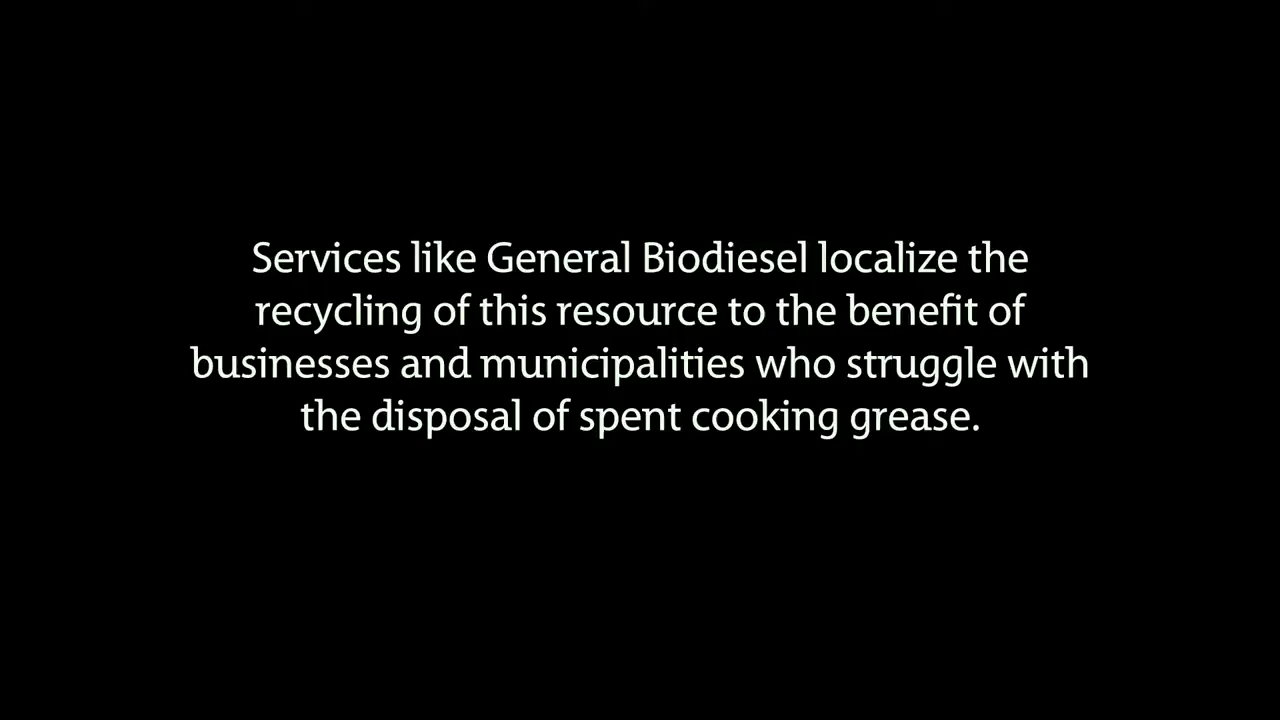 Services like General Biodiesel localize the
recycling of this resource to the benefit of
businesses and municipalities who struggle with
the disposal of spent cooking grease.